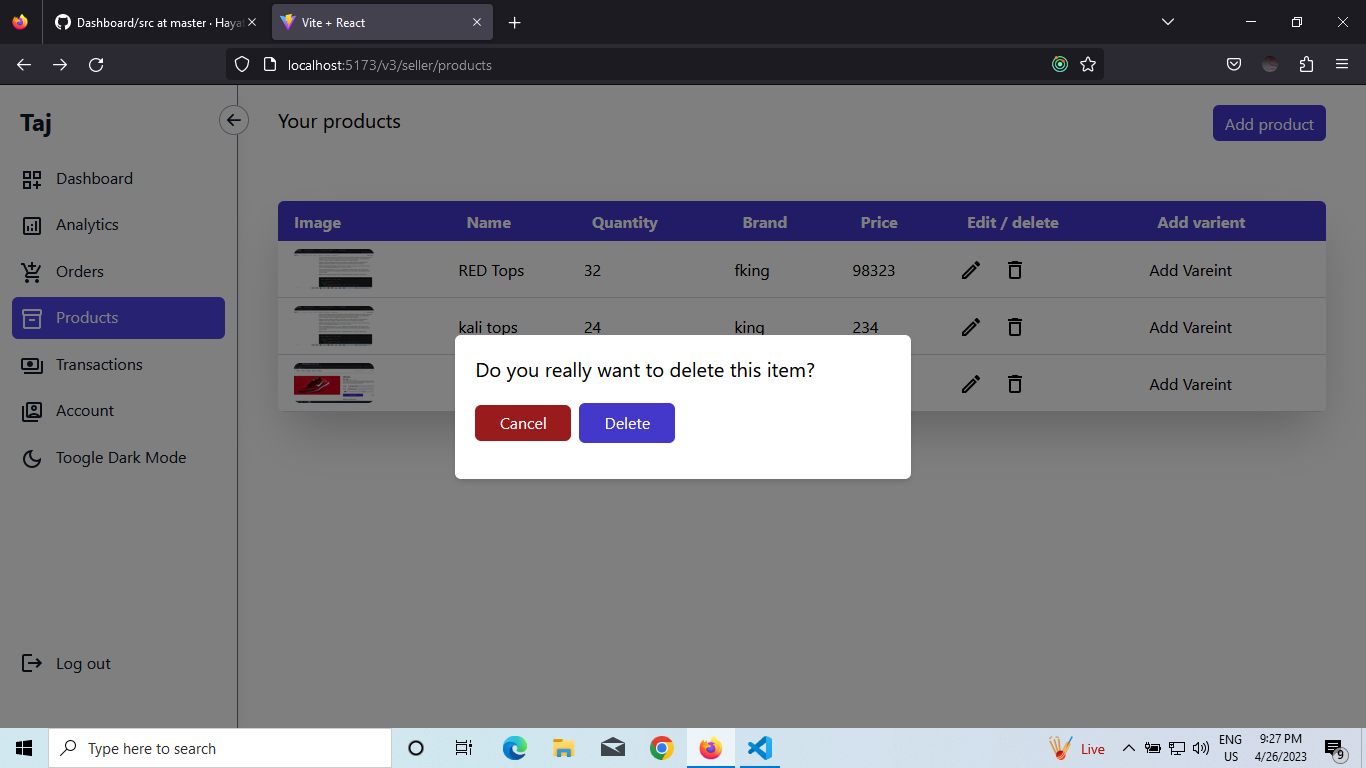 Dashboard/src at master · Haya
Vite + React
localhost:5173/v3/seller/products
Taj
Your products
Add product
Dashboard
Analytics
Orders
Products
Transactions
Account
Toogle Dark Mode
Log out
Image Name Quantity Brand Price Edit / delete Add varient
RED Tops 32 fking 98323 Add Vareint
kali tops 24 king 234 Add Vareint
Add Vareint
Do you really want to delete this item?
Cancel Delete
Type here to search
Live
ENG
US
9:27 PM
4/26/2023
9